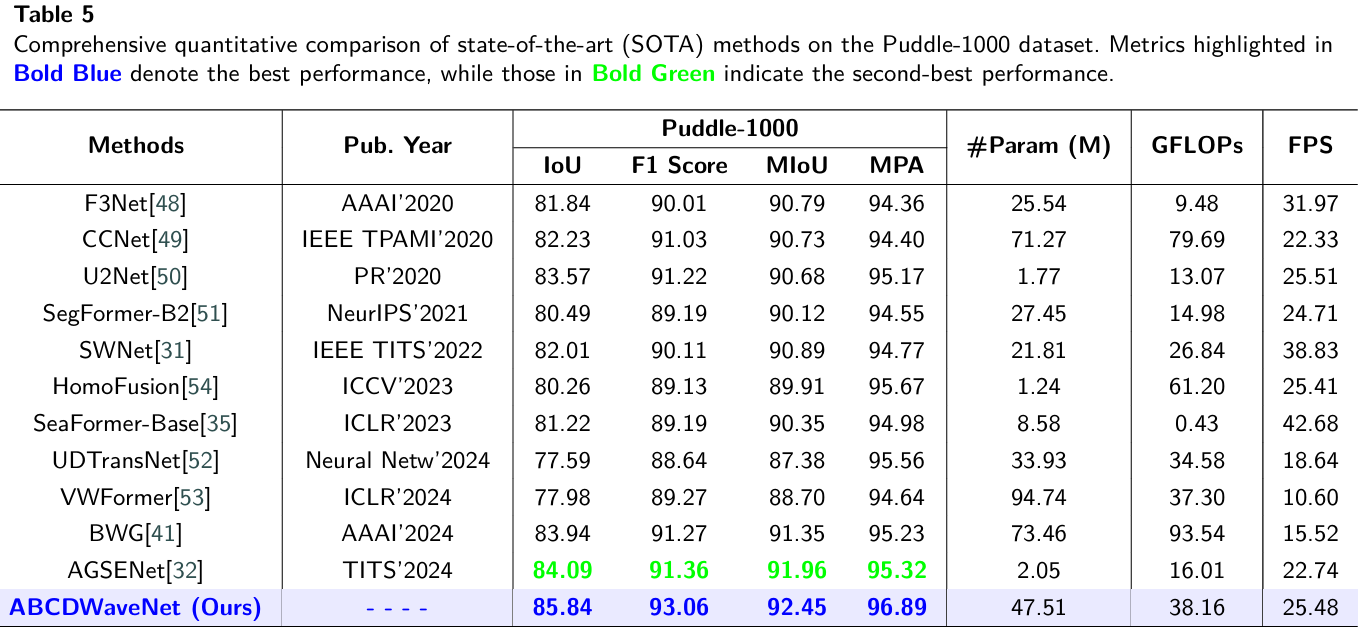 Table 5
Comprehensive quantitative comparison of state-of-the-art (SOTA) methods on the Puddle-1000 dataset. Metrics highlighted in
Bold Blue denote the best performance, while those in Bold Green indicate the second-best performance.
Methods Pub. Year Puddle-1000 #Param (M) GFLOPs FPS
IoU F1 Score MIoU MPA
F3Net[48] AAAI'2020 81.84 90.01 90.79 94.36 25.54 9.48 31.97
CCNet[49] IEEE TPAMI'2020 82.23 91.03 90.73 94.40 71.27 79.69 22.33
U2Net[50] PR'2020 83.57 91.22 90.68 95.17 1.77 13.07 25.51
SegFormer-B2[51] NeurIPS'2021 80.49 89.19 90.12 94.55 27.45 14.98 24.71
SWNet[31] IEEE TITS'2022 82.01 90.11 90.89 94.77 21.81 26.84 38.83
HomoFusion[54] ICCV'2023 80.26 89.13 89.91 95.67 1.24 61.20 25.41
SeaFormer-Base[35] ICLR'2023 81.22 89.19 90.35 94.98 8.58 0.43 42.68
UDTransNet[52] Neural Netw'2024 77.59 88.64 87.38 95.56 33.93 34.58 18.64
VWFormer[53] ICLR'2024 77.98 89.27 88.70 94.64 94.74 37.30 10.60
BWG[41] AAAI'2024 83.94 91.27 91.35 95.23 73.46 93.54 15.52
AGSENet[32] TITS'2024 84.09 91.36 91.96 95.32 2.05 16.01 22.74
ABCDWaveNet (Ours) - - - - 85.84 93.06 92.45 96.89 47.51 38.16 25.48